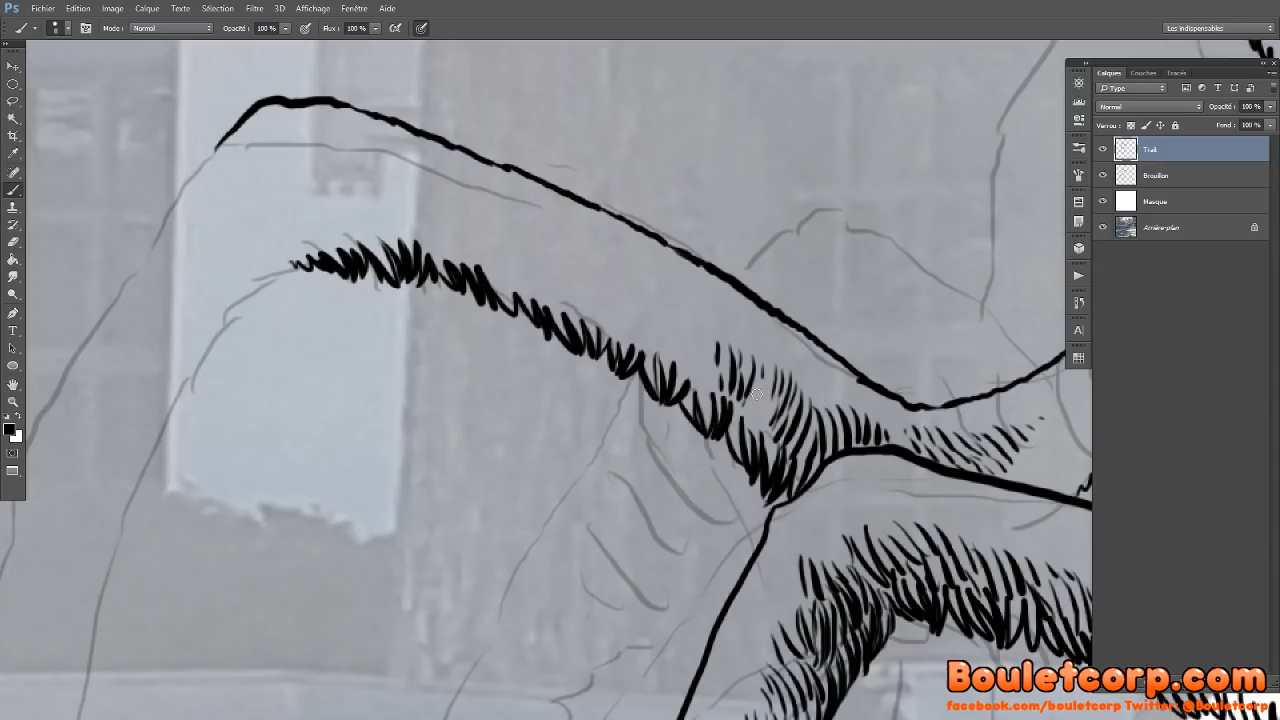 Ps Fichier Edition Image Calque Texte Sélection Filtre 3D Affichage Fenêtre Aide
Mode : Normal Opacité : 100 % Flux : 100 % Les indispensables
Calques Couches Tracés
Type
Normal Opacité : 100 %
Verrou : Fond : 100 %
Trait
Brouillon
Masque
Arrière-plan
Bouletcorp.com
facebook.com/bouletcorp Twitter: @Bouletcorp